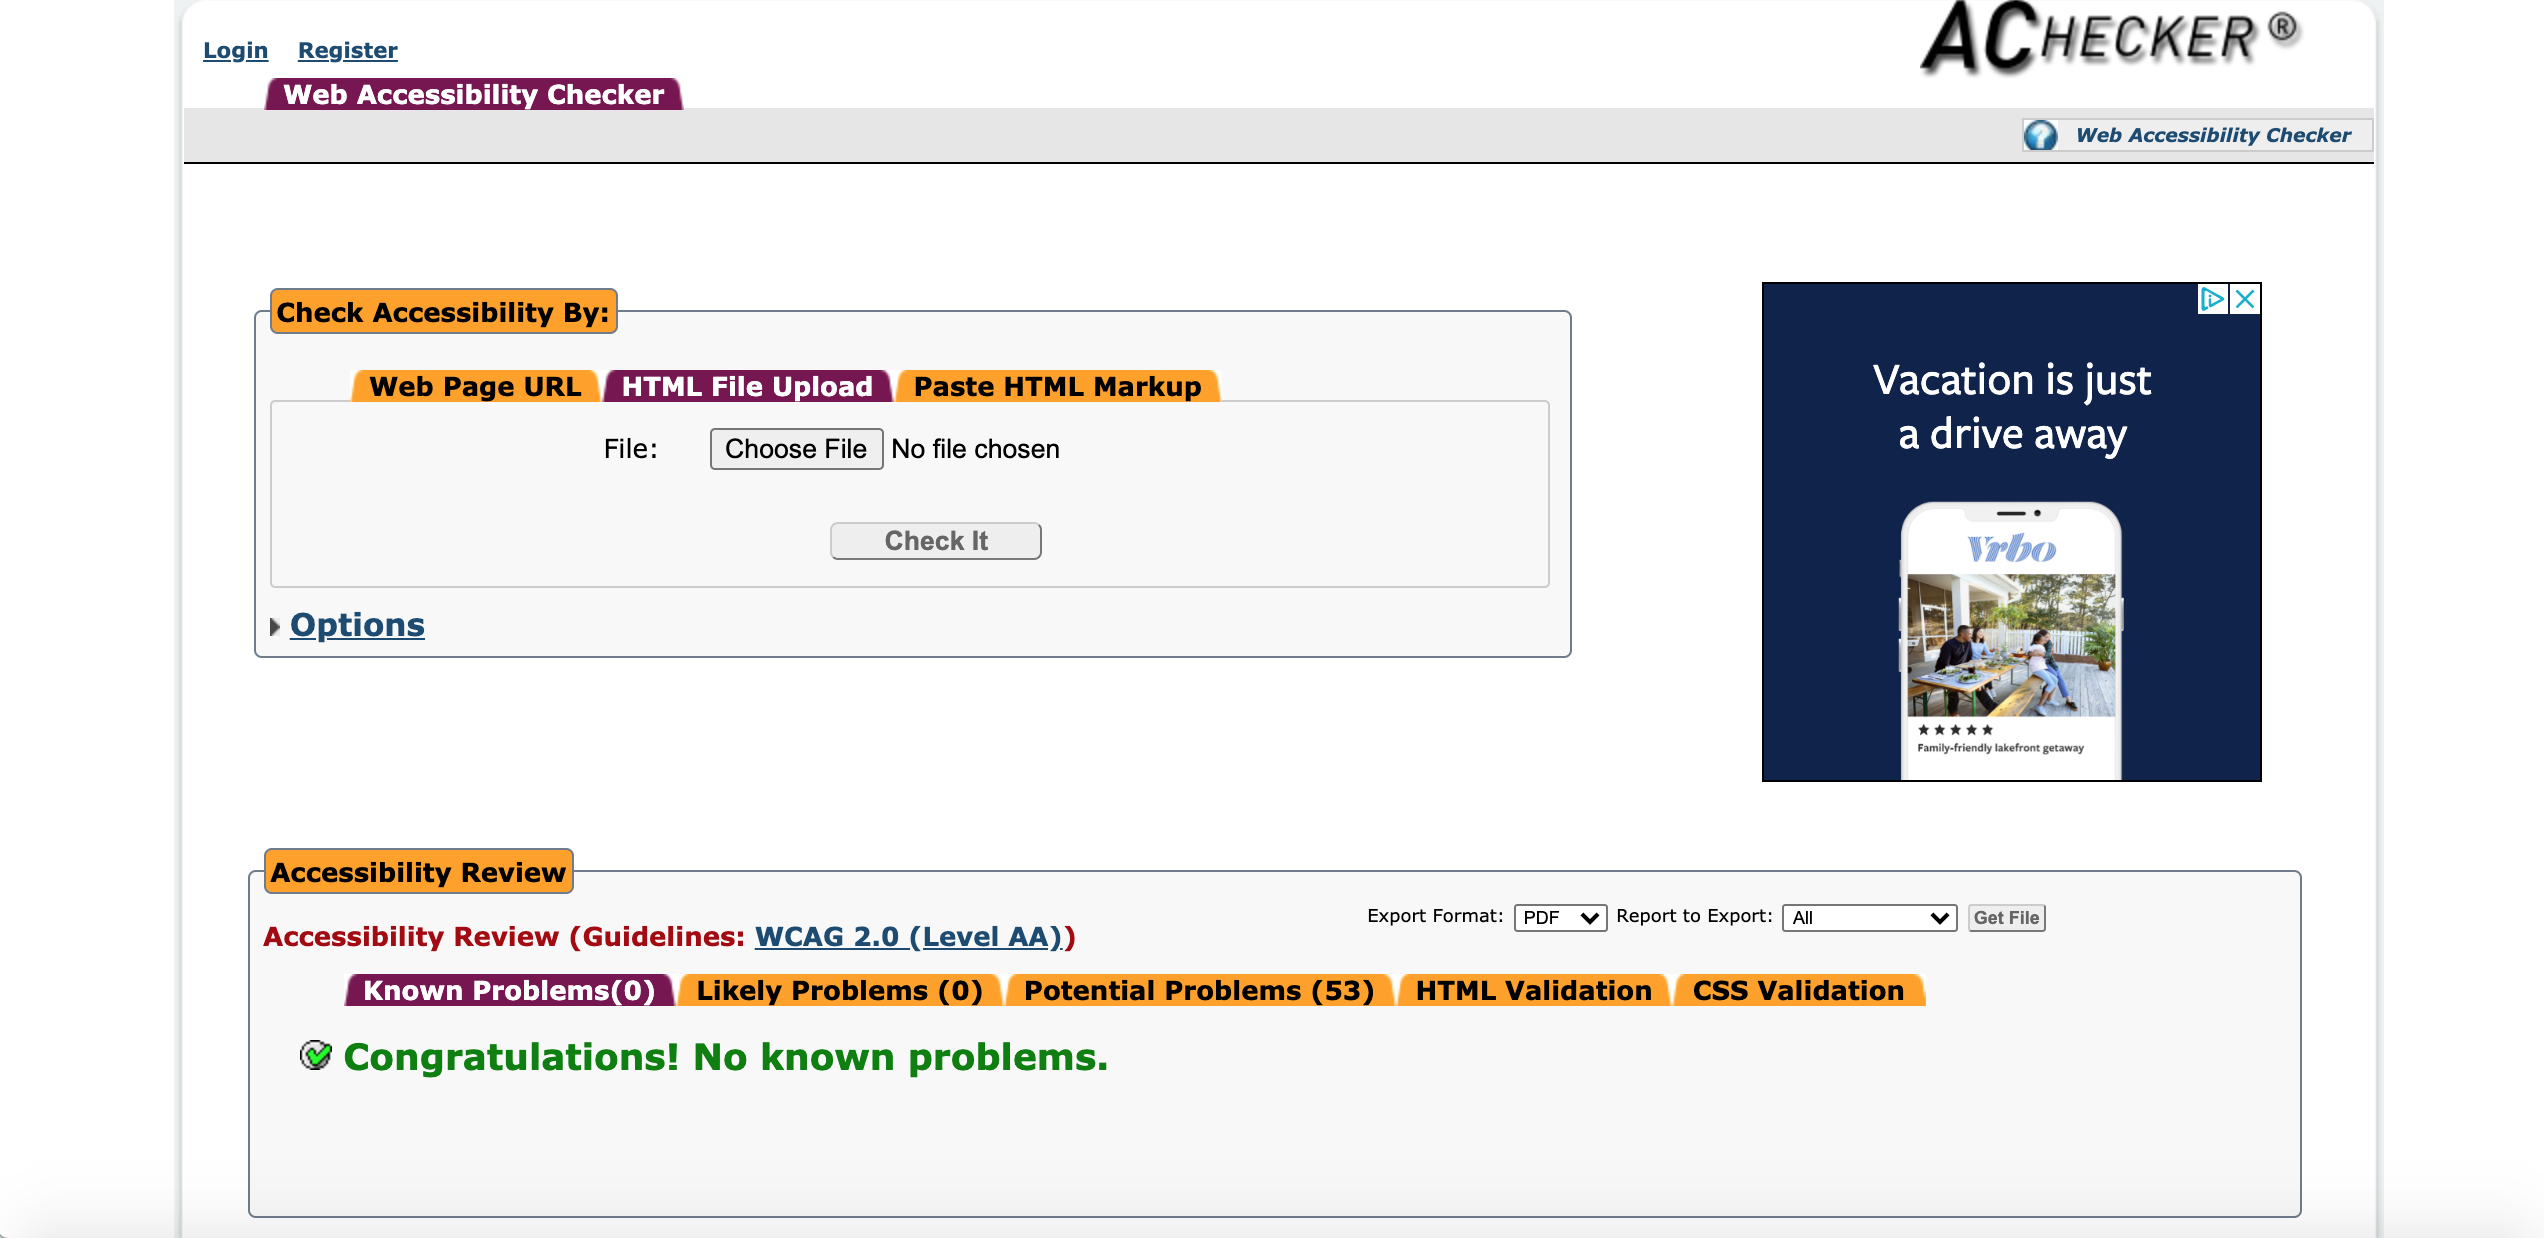 Login Register
ACHECKER ®
Web Accessibility Checker
Web Accessibility Checker
Check Accessibility By:
Web Page URL HTML File Upload Paste HTML Markup
File: Choose File No file chosen
Check It
Options
Vacation is just
a drive away
Vrbo
★★★★★
Family-friendly lakefront getaway
Accessibility Review
Export Format: PDF Report to Export: All Get File
Accessibility Review (Guidelines: WCAG 2.0 (Level AA))
Known Problems(0) Likely Problems (0) Potential Problems (53) HTML Validation CSS Validation
Congratulations! No known problems.